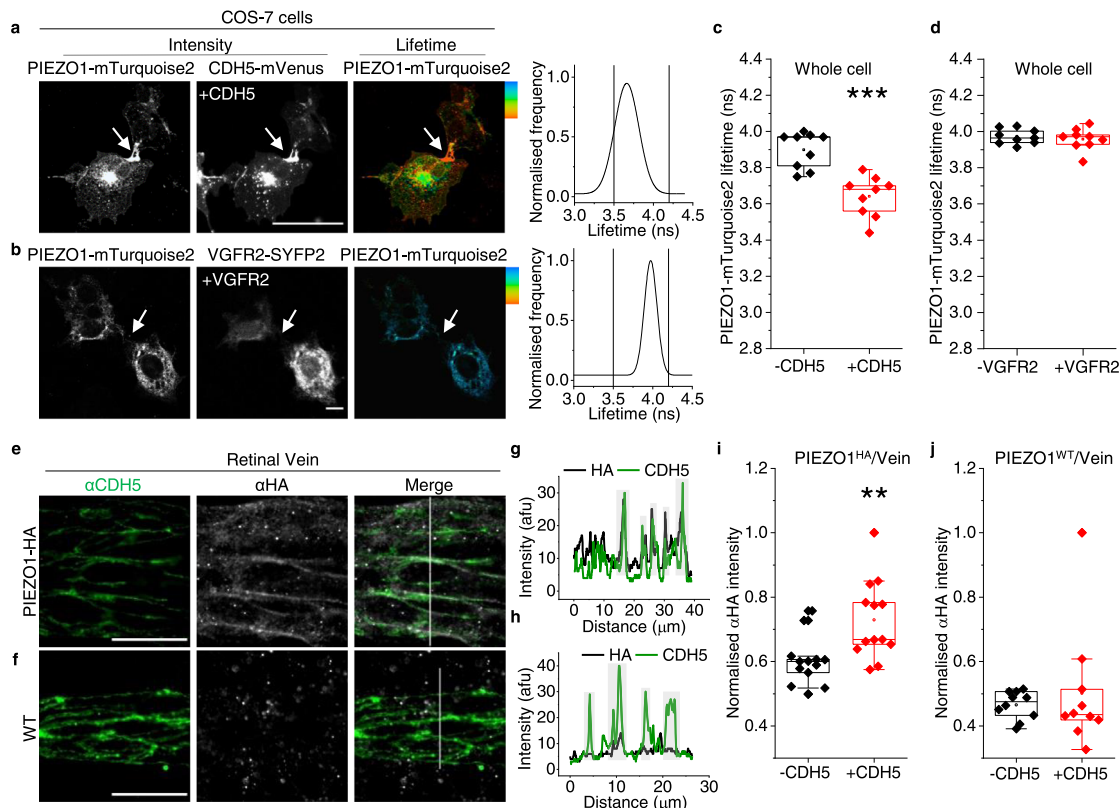 COS-7 cells
a
Intensity Lifetime
PIEZO1-mTurquoise2 CDH5-mVenus PIEZO1-mTurquoise2
+CDH5
Normalised frequency
1.0
0.5
0.0
3.0 3.5 4.0 4.5
Lifetime (ns)
b
PIEZO1-mTurquoise2 VGFR2-SYFP2 PIEZO1-mTurquoise2
+VGFR2
Normalised frequency
1.0
0.5
0.0
3.0 3.5 4.0 4.5
Lifetime (ns)
c
Whole cell
***
PIEZO1-mTurquoise2 lifetime (ns)
4.4
4.2
4.0
3.8
3.6
3.4
3.2
3.0
2.8
-CDH5 +CDH5
d
Whole cell
PIEZO1-mTurquoise2 lifetime (ns)
4.4
4.2
4.0
3.8
3.6
3.4
3.2
3.0
2.8
-VGFR2 +VGFR2
e
Retinal Vein
αCDH5 αHA Merge
PIEZO1-HA
f
WT
g
HA CDH5
Intensity (afu)
30
20
10
0
0 10 20 30 40
Distance (μm)
h
HA CDH5
Intensity (afu)
40
20
0
0 10 20 30
Distance (μm)
i
PIEZO1HA/Vein
**
Normalised αHA intensity
1.2
1.0
0.8
0.6
0.4
-CDH5 +CDH5
j
PIEZO1WT/Vein
Normalised αHA intensity
1.2
1.0
0.8
0.6
0.4
-CDH5 +CDH5